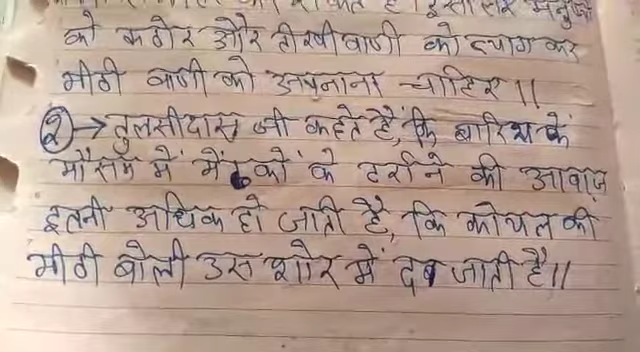 को कठोर और तीखी वाणी को त्याग कर
मीठी वाणी को अपनाना चाहिए ||
② → तुलसीदास जी कहते है, कि बारिश के
मौसम में मेंढकों के टर्राने की आवाज
इतनी अधिक हो जाती है, कि कोयल की
मीठी बोली उस शोर में दब जाती है ||